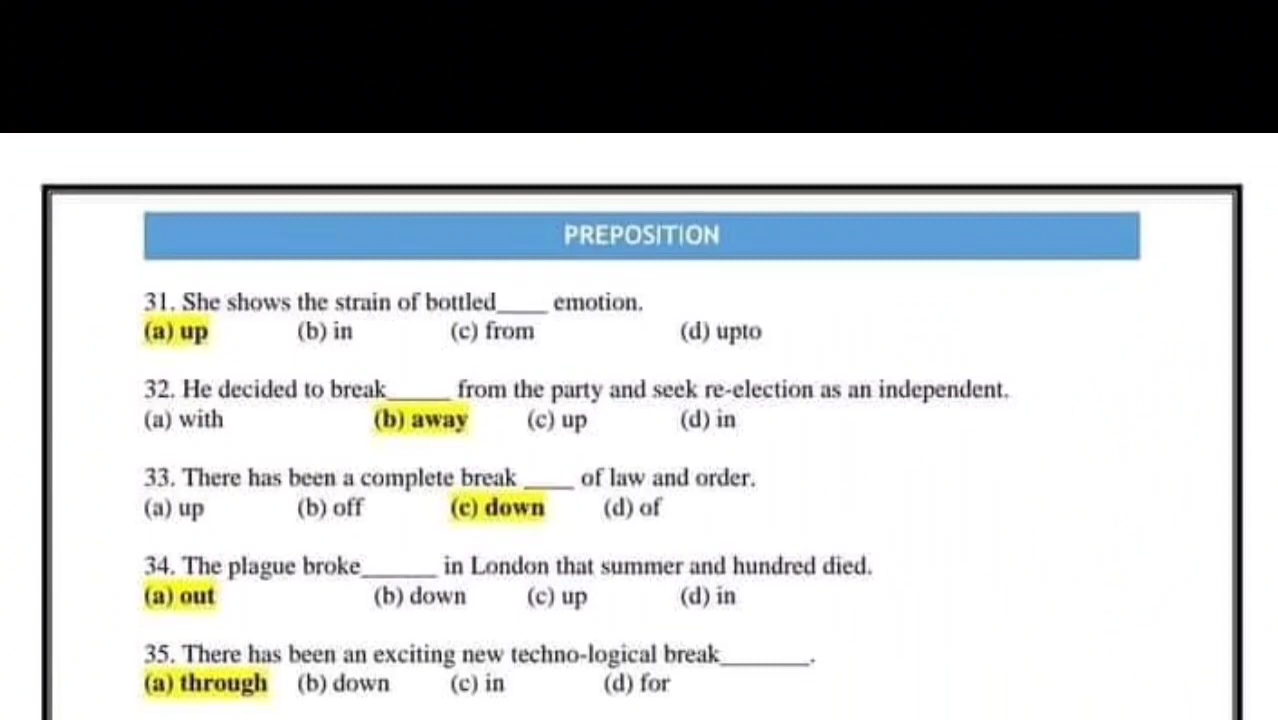 PREPOSITION
31. She shows the strain of bottled____ emotion.
(a) up (b) in (c) from (d) upto
32. He decided to break_____ from the party and seek re-election as an independent.
(a) with (b) away (c) up (d) in
33. There has been a complete break ____ of law and order.
(a) up (b) off (c) down (d) of
34. The plague broke______ in London that summer and hundred died.
(a) out (b) down (c) up (d) in
35. There has been an exciting new techno-logical break_______.
(a) through (b) down (c) in (d) for